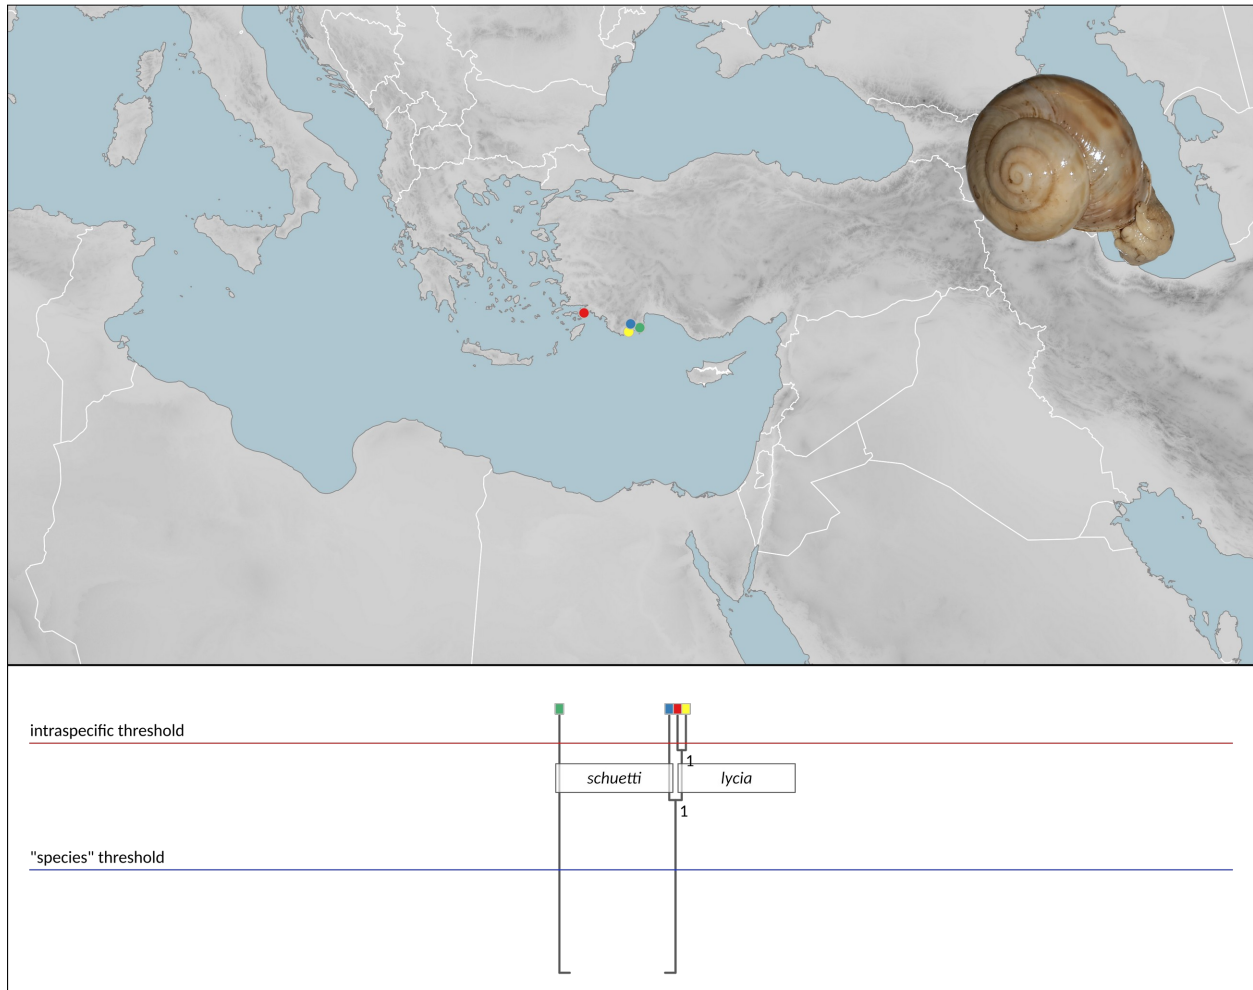 intraspecific threshold
1
schuetti
lycia
1
"species" threshold